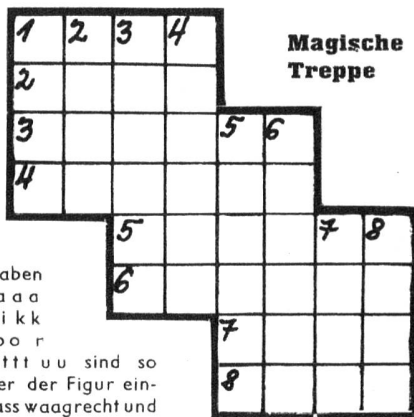 Magische
Treppe
1 2 3 4
2
3 5 6
4
5 7 8
6
7
8
aben
a a a
i k k
o o r
t t t u u sind so
er der Figur ein-
ass waagrecht und